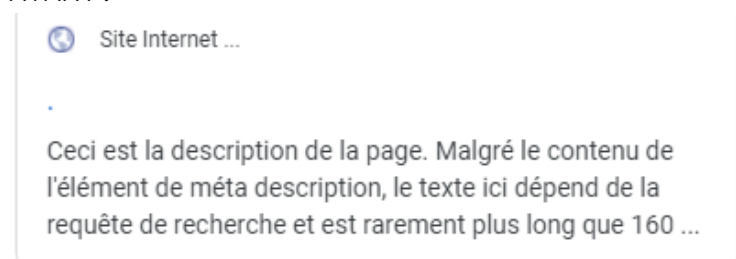 Site Internet ...
.
Ceci est la description de la page. Malgré le contenu de
l'élément de méta description, le texte ici dépend de la
requête de recherche et est rarement plus long que 160 ...